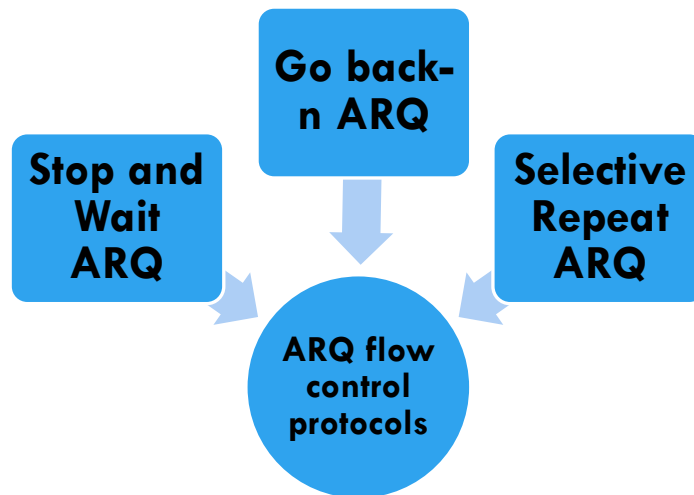 Go back-
n ARQ
Stop and
Wait
ARQ
Selective
Repeat
ARQ
ARQ flow
control
protocols